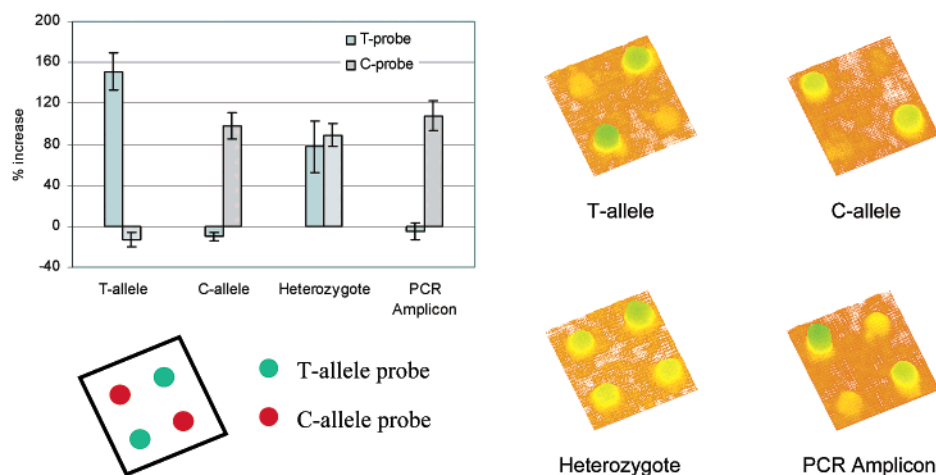 200
160
120
80
40
0
-40
% increase
T-probe
C-probe
T-allele
C-allele
Heterozygote
PCR
Amplicon
T-allele probe
C-allele probe
T-allele
C-allele
Heterozygote
PCR Amplicon